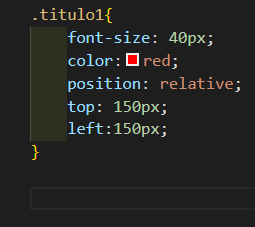 .titulo1{
font-size: 40px;
color: red;
position: relative;
top: 150px;
left:150px;
}